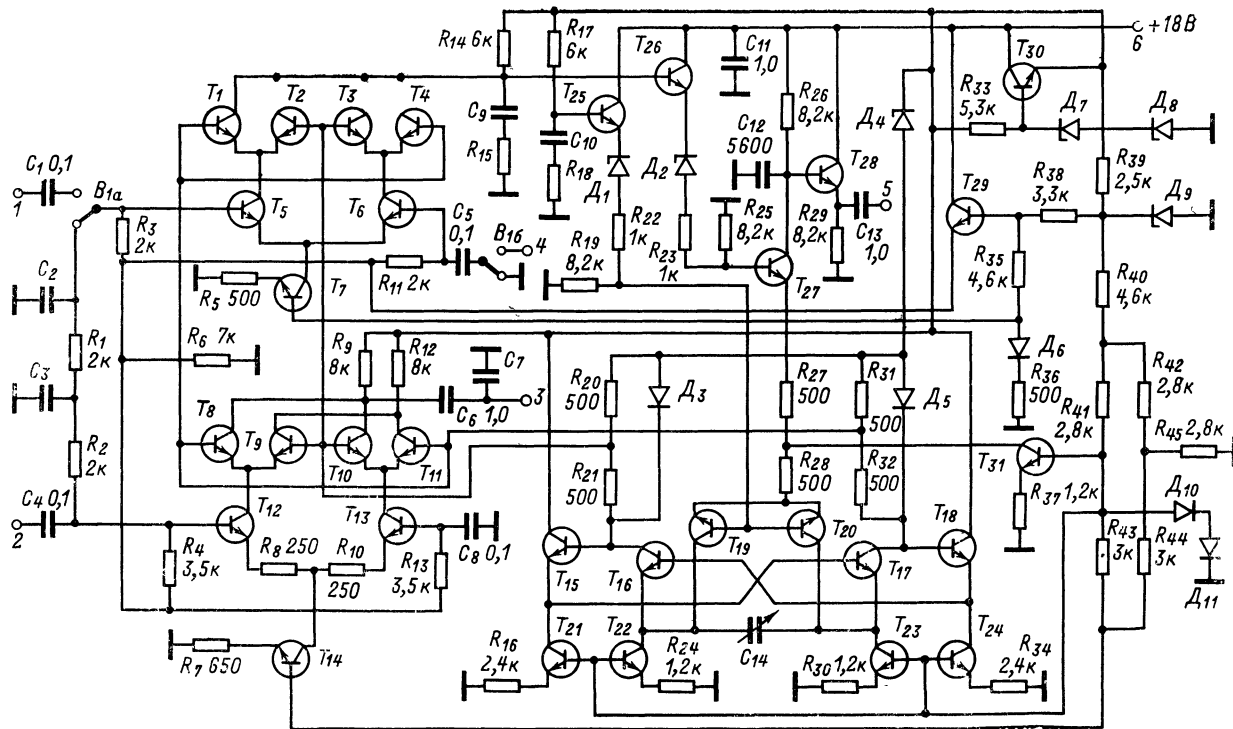 R14 6к
R17
6к
T26
C11
1,0
T30
+18В
6
T1
T2
T3
T4
T25
C9
R15
C10
R18
Д1
Д2
R26
8,2к
C12
5600
Д4
R33
5,3к
Д7
Д8
T28
5
C13
1,0
T29
R38
3,3к
R39
2,5к
Д9
C1 0,1
1
B1а
R3
2к
T5
T6
C5
0,1
B1б
4
R22
1к
R19
8,2к
R23
1к
R25
8,2к
R29
8,2к
T27
R35
4,6к
R40
4,6к
C2
R5 500
T7
R11 2к
R1
2к
R6 7к
R9
8к
R12
8к
C7
3
C6 1,0
R20
500
Д3
R27
500
R31
500
Д5
Д6
R36
500
R41
2,8к
R42
2,8к
R45 2,8к
C3
R2
2к
T8
T9
T10
T11
R21
500
R28
500
R32
500
T31
R37 1,2к
Д10
C4 0,1
2
T12
T13
R8 250
R10
250
C8 0,1
R4
3,5к
R13
3,5к
T15
T16
T19
T20
T17
T18
R43
3к
R44
3к
Д11
R7 650
T14
T21
T22
R16
2,4к
R24
1,2к
C14
T23
T24
R30 1,2к
R34
2,4к